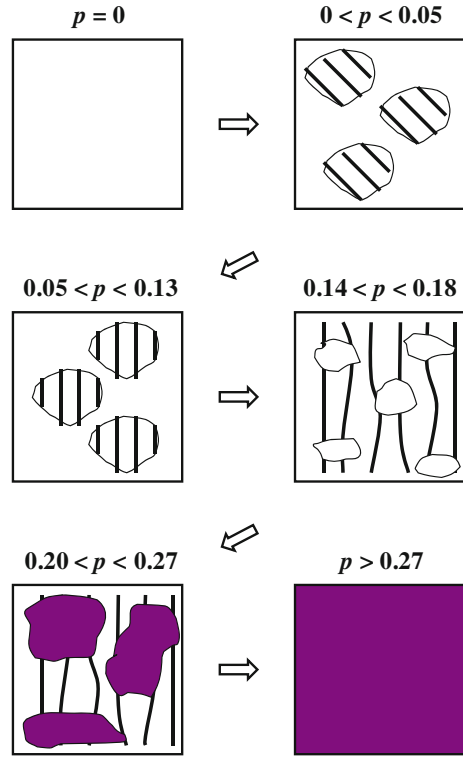 p = 0
0 < p < 0.05
0.05 < p < 0.13
0.14 < p < 0.18
0.20 < p < 0.27
p > 0.27